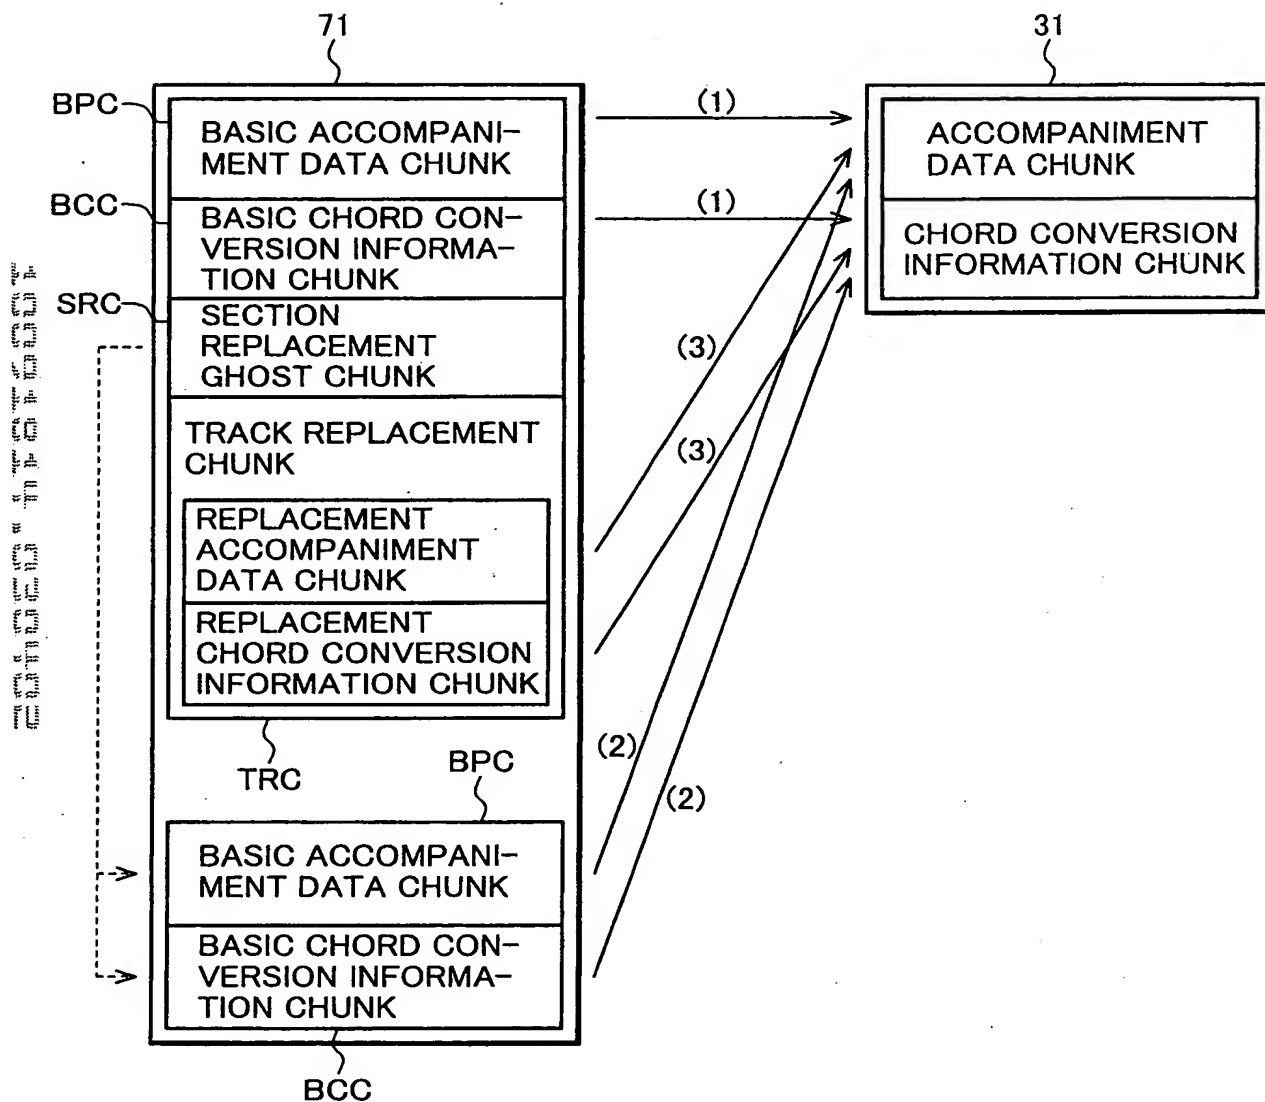 71
31
BPC
BASIC ACCOMPANI-
MENT DATA CHUNK
(1)
ACCOMPANIMENT
DATA CHUNK
BCC
BASIC CHORD CON-
VERSION INFORMA-
TION CHUNK
(1)
CHORD CONVERSION
INFORMATION CHUNK
SRC
SECTION
REPLACEMENT
GHOST CHUNK
(3)
TRACK REPLACEMENT
CHUNK
(3)
REPLACEMENT
ACCOMPANIMENT
DATA CHUNK
REPLACEMENT
CHORD CONVERSION
INFORMATION CHUNK
TRC
BPC
(2)
(2)
BASIC ACCOMPANI-
MENT DATA CHUNK
BASIC CHORD CON-
VERSION INFORMA-
TION CHUNK
BCC